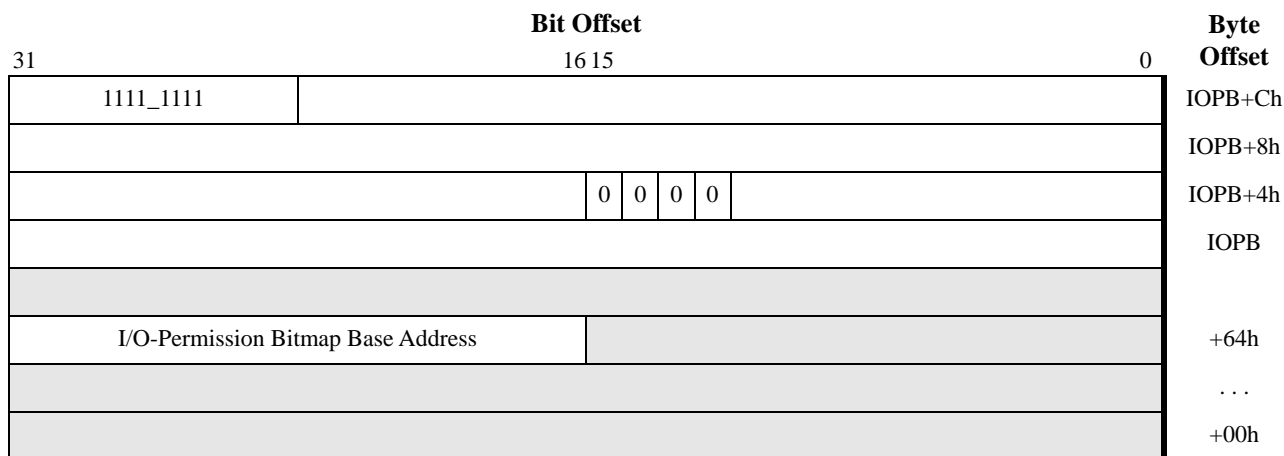 Bit Offset
Byte
Offset
31 16 15 0
1111_1111 IOPB+Ch
IOPB+8h
0 0 0 0 IOPB+4h
IOPB
I/O-Permission Bitmap Base Address +64h
. . .
+00h